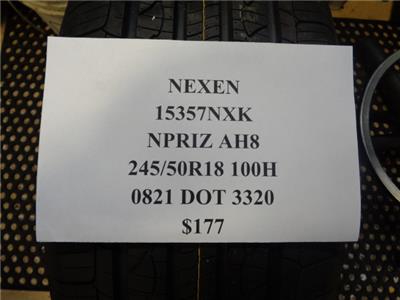 NEXEN
15357NXK
NPRIZ AH8
245/50R18 100H
0821 DOT 3320
$177